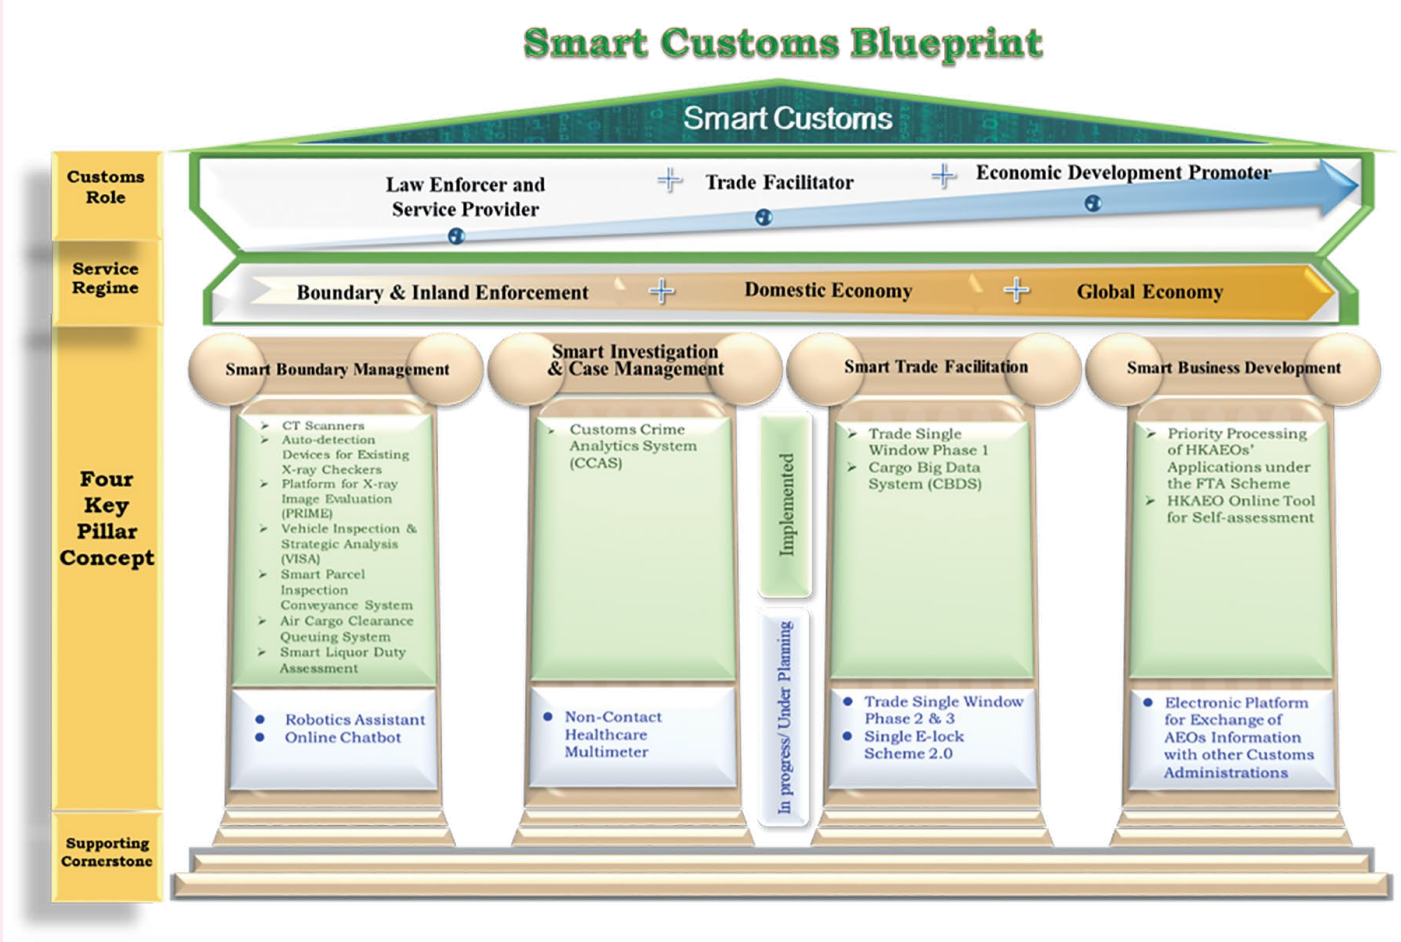 Smart Customs Blueprint
Smart Customs
Customs
Role
Law Enforcer and
Service Provider
Trade Facilitator
Economic Development Promoter
Service
Regime
Boundary & Inland Enforcement
Domestic Economy
Global Economy
Four
Key
Pillar
Concept
Smart Boundary Management
CT Scanners
Auto-detection
Devices for Existing
X-ray Checkers
Platform for X-ray
Image Evaluation
(PRIME)
Vehicle Inspection &
Strategic Analysis
(VISA)
Smart Parcel
Inspection
Conveyance System
Air Cargo Clearance
Queuing System
Smart Liquor Duty
Assessment
Robotics Assistant
Online Chatbot
Smart Investigation
& Case Management
Customs Crime
Analytics System
(CCAS)
Non-Contact
Healthcare
Multimeter
Implemented
In progress/ Under Planning
Smart Trade Facilitation
Trade Single
Window Phase 1
Cargo Big Data
System (CBDS)
Trade Single Window
Phase 2 & 3
Single E-lock
Scheme 2.0
Smart Business Development
Priority Processing
of HKAEOs'
Applications under
the FTA Scheme
HKAEO Online Tool
for Self-assessment
Electronic Platform
for Exchange of
AEOs Information
with other Customs
Administrations
Supporting
Cornerstone